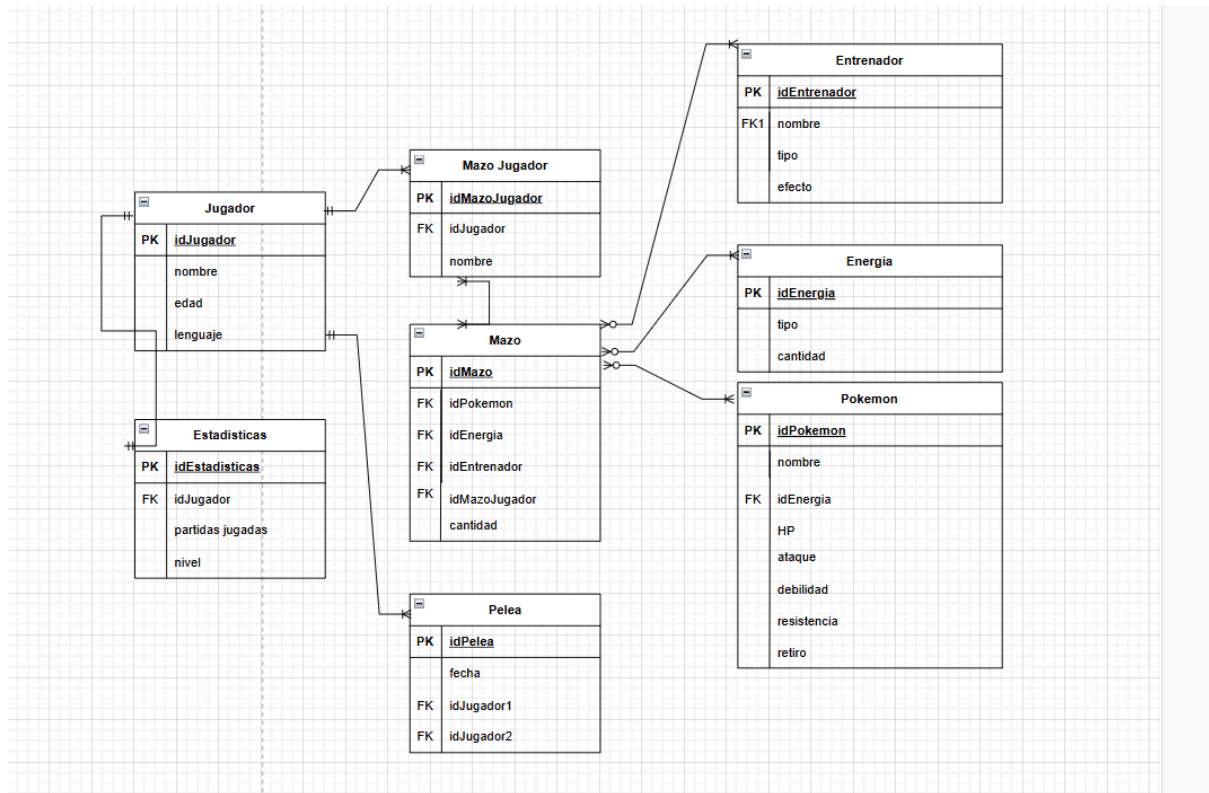 Jugador
PK idJugador
nombre
edad
lenguaje
Estadisticas
PK idEstadisticas
FK idJugador
partidas jugadas
nivel
Mazo Jugador
PK idMazoJugador
FK idJugador
nombre
Mazo
PK idMazo
FK idPokemon
FK idEnergia
FK idEntrenador
FK idMazoJugador
cantidad
Pelea
PK idPelea
fecha
FK idJugador1
FK idJugador2
Entrenador
PK idEntrenador
FK1 nombre
tipo
efecto
Energia
PK idEnergia
tipo
cantidad
Pokemon
PK idPokemon
nombre
FK idEnergia
HP
ataque
debilidad
resistencia
retiro